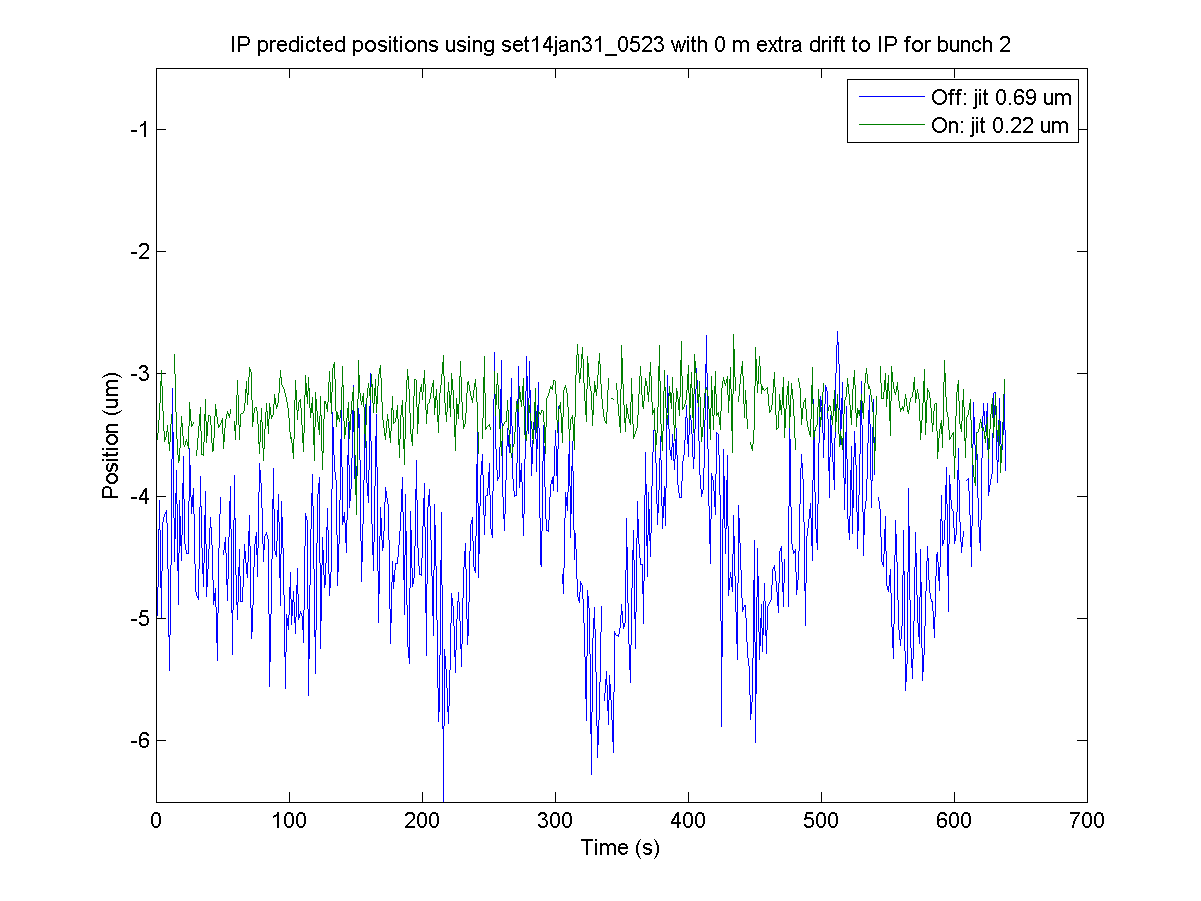 IP predicted positions using set14jan31_0523 with 0 m extra drift to IP for bunch 2
Off: jit 0.69 um
On: jit 0.22 um
-1
-2
-3
-4
-5
-6
Position (um)
0 100 200 300 400 500 600 700
Time (s)